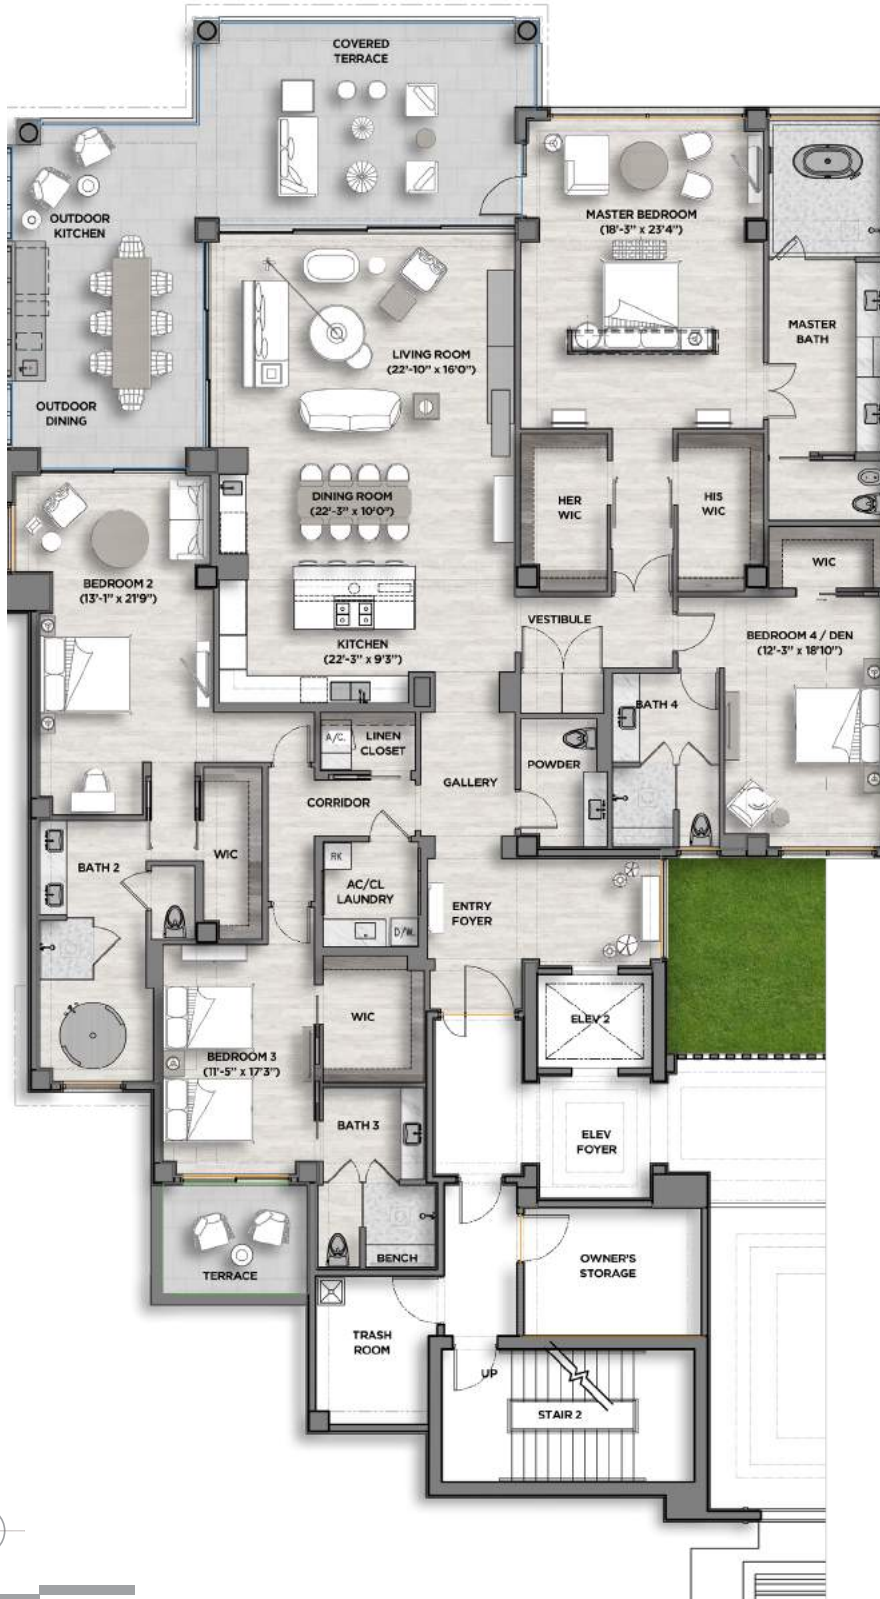 COVERED
TERRACE
OUTDOOR
KITCHEN
MASTER BEDROOM
(18'-3" x 23'4")
MASTER
BATH
LIVING ROOM
(22'-10" x 16'0")
OUTDOOR
DINING
DINING ROOM
(22'-3" x 10'0")
HER
WIC
HIS
WIC
WIC
BEDROOM 2
(13'-1" x 21'9")
KITCHEN
(22'-3" x 9'3")
VESTIBULE
BEDROOM 4 / DEN
(12'-3" x 18'10")
BATH 4
A/C.
LINEN
CLOSET
POWDER
GALLERY
CORRIDOR
WIC
RK
BATH 2
AC/CL
LAUNDRY
D/W.
ENTRY
FOYER
WIC
ELEV 2
BEDROOM 3
(11'-5" x 17'3")
BATH 3
ELEV
FOYER
BENCH
TERRACE
OWNER'S
STORAGE
TRASH
ROOM
UP
STAIR 2